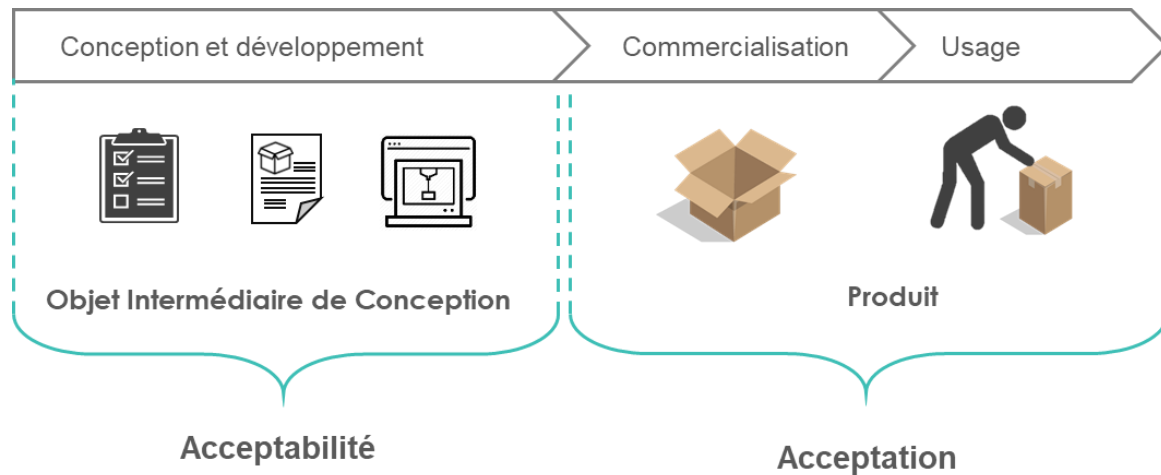 Conception et développement
Commercialisation
Usage
Objet Intermédiaire de Conception
Produit
Acceptabilité
Acceptation